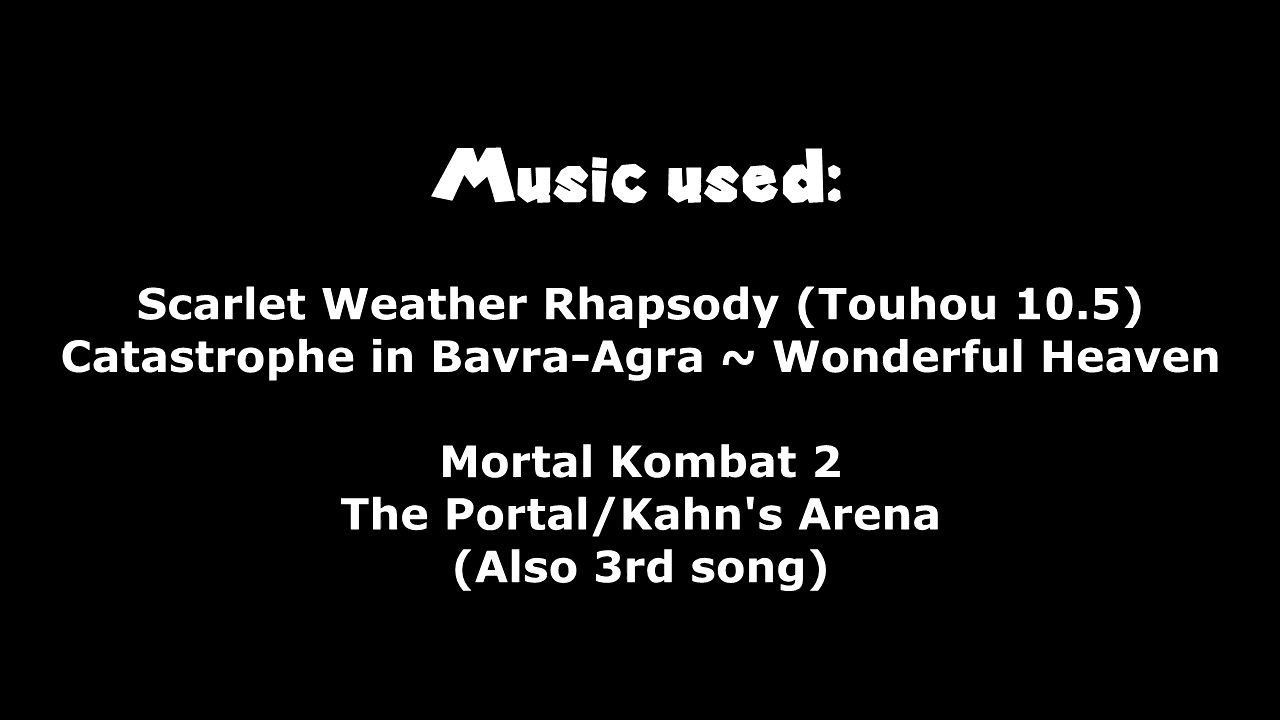 Music used:
Scarlet Weather Rhapsody (Touhou 10.5)
Catastrophe in Bavra-Agra ~ Wonderful Heaven
Mortal Kombat 2
The Portal/Kahn's Arena
(Also 3rd song)